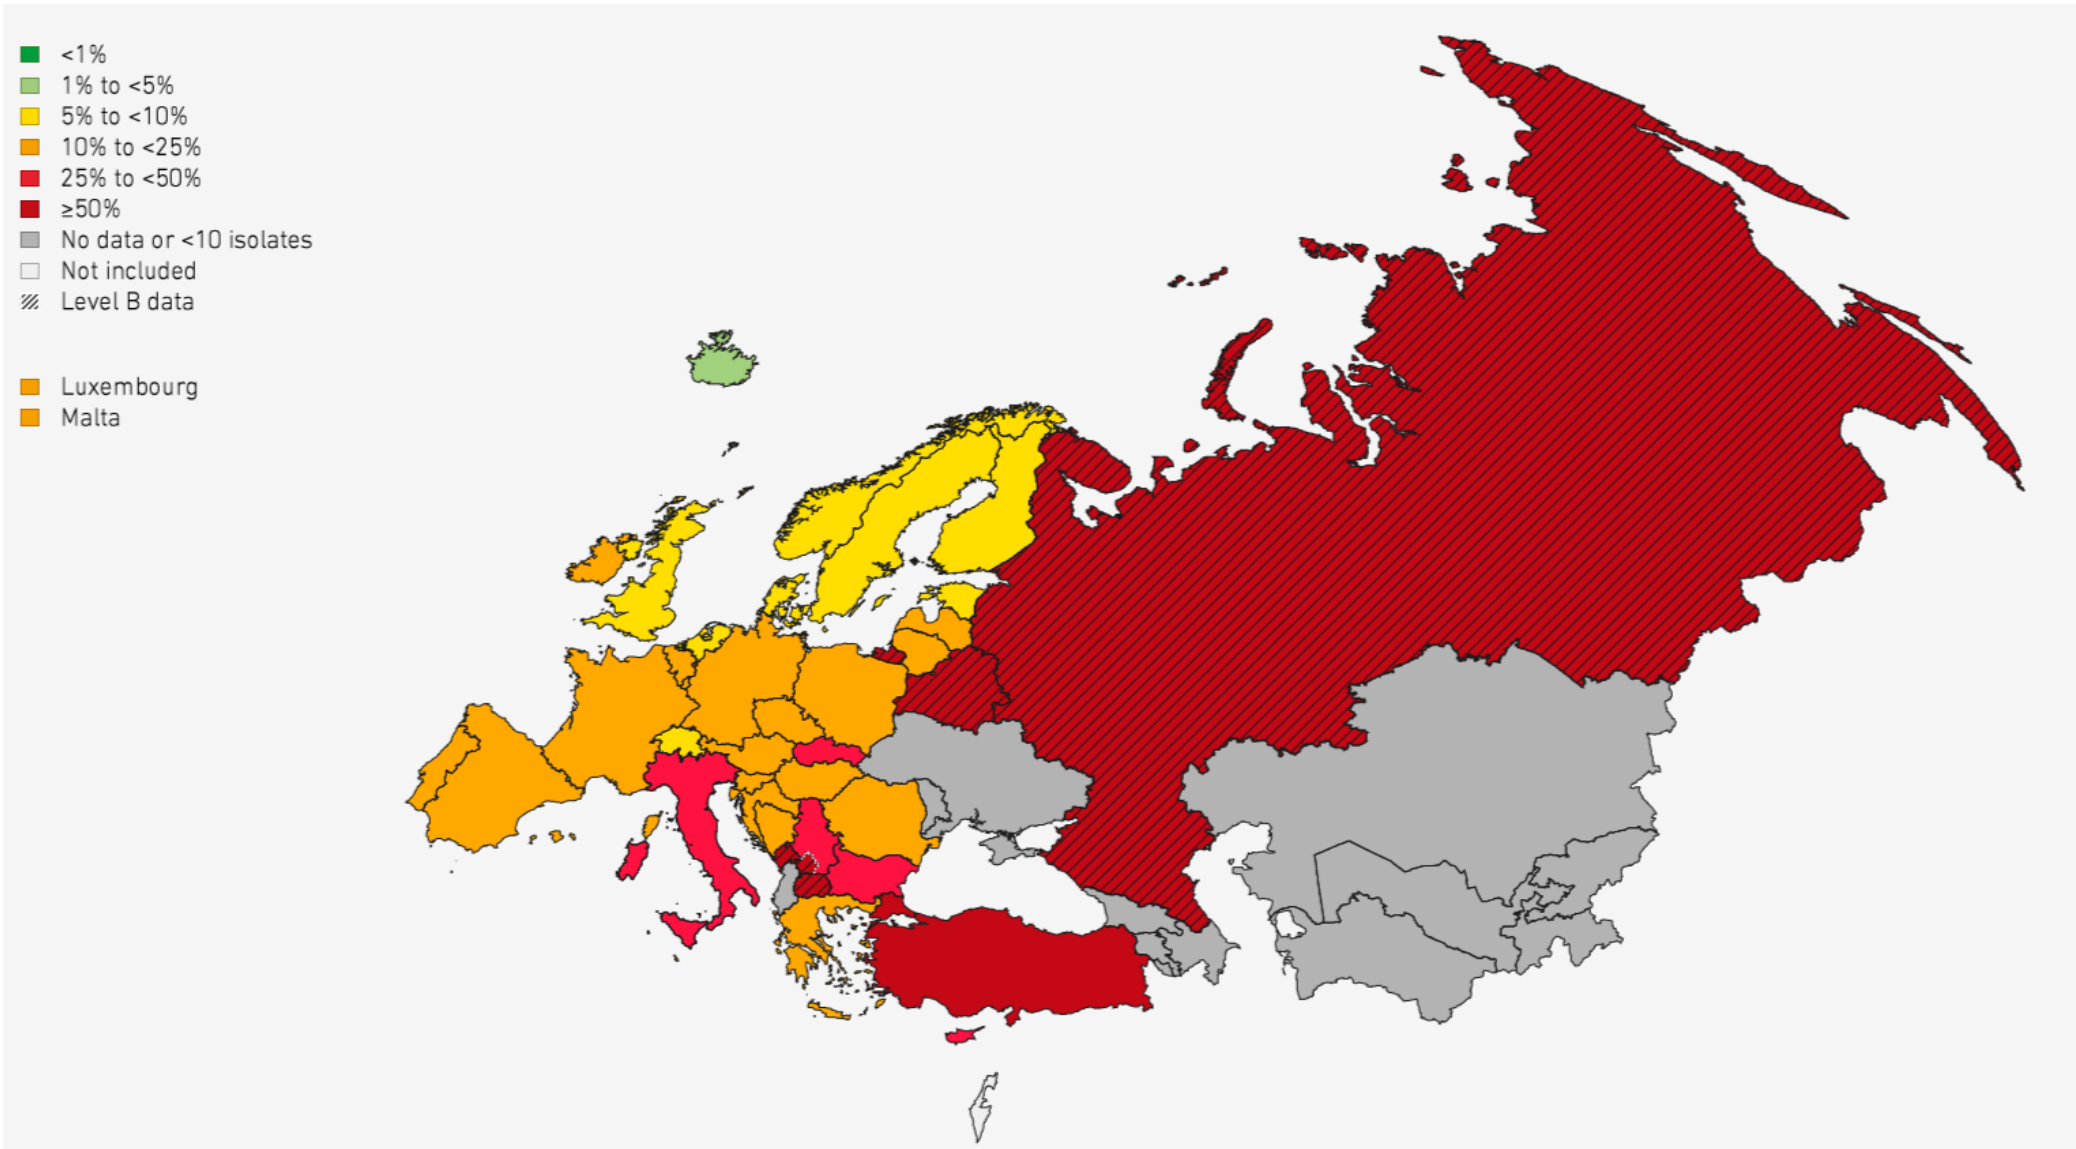 <1%
1% to <5%
5% to <10%
10% to <25%
25% to <50%
≥50%
No data or <10 isolates
Not included
Level B data
Luxembourg
Malta